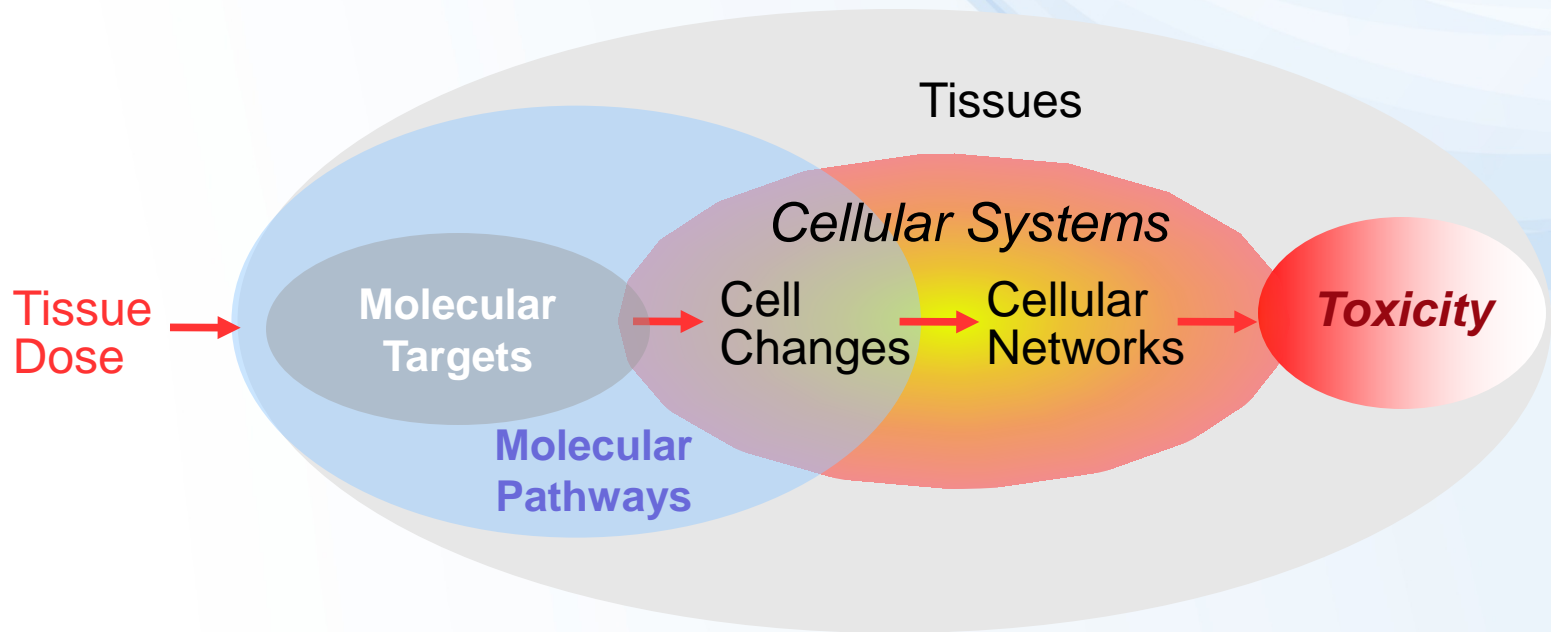 Tissues
Cellular Systems
Tissue
Dose
Molecular
Targets
Cell
Changes
Cellular
Networks
Toxicity
Molecular
Pathways